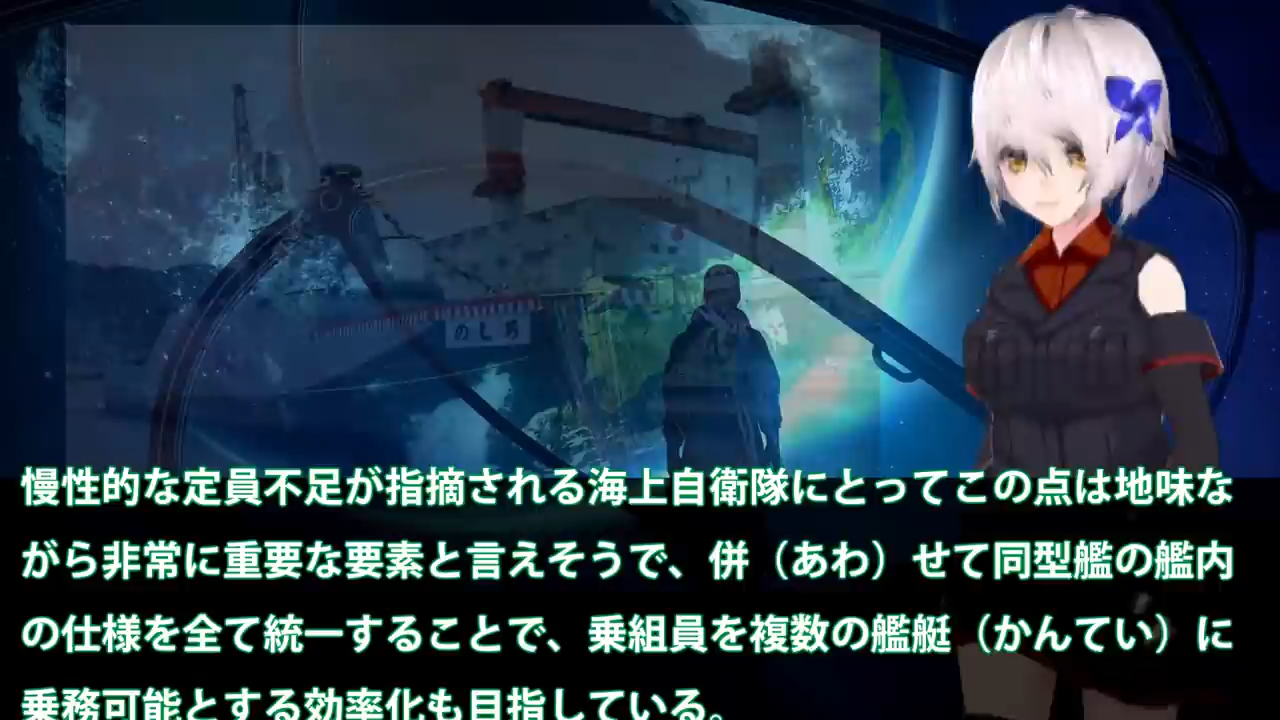 のしろ
慢性的な定員不足が指摘される海上自衛隊にとってこの点は地味な
がら非常に重要な要素と言えそうで、併（あわ）せて同型艦の艦内
の仕様を全て統一することで、乗組員を複数の艦艇（かんてい）に
乗務可能とする効率化も目指している。